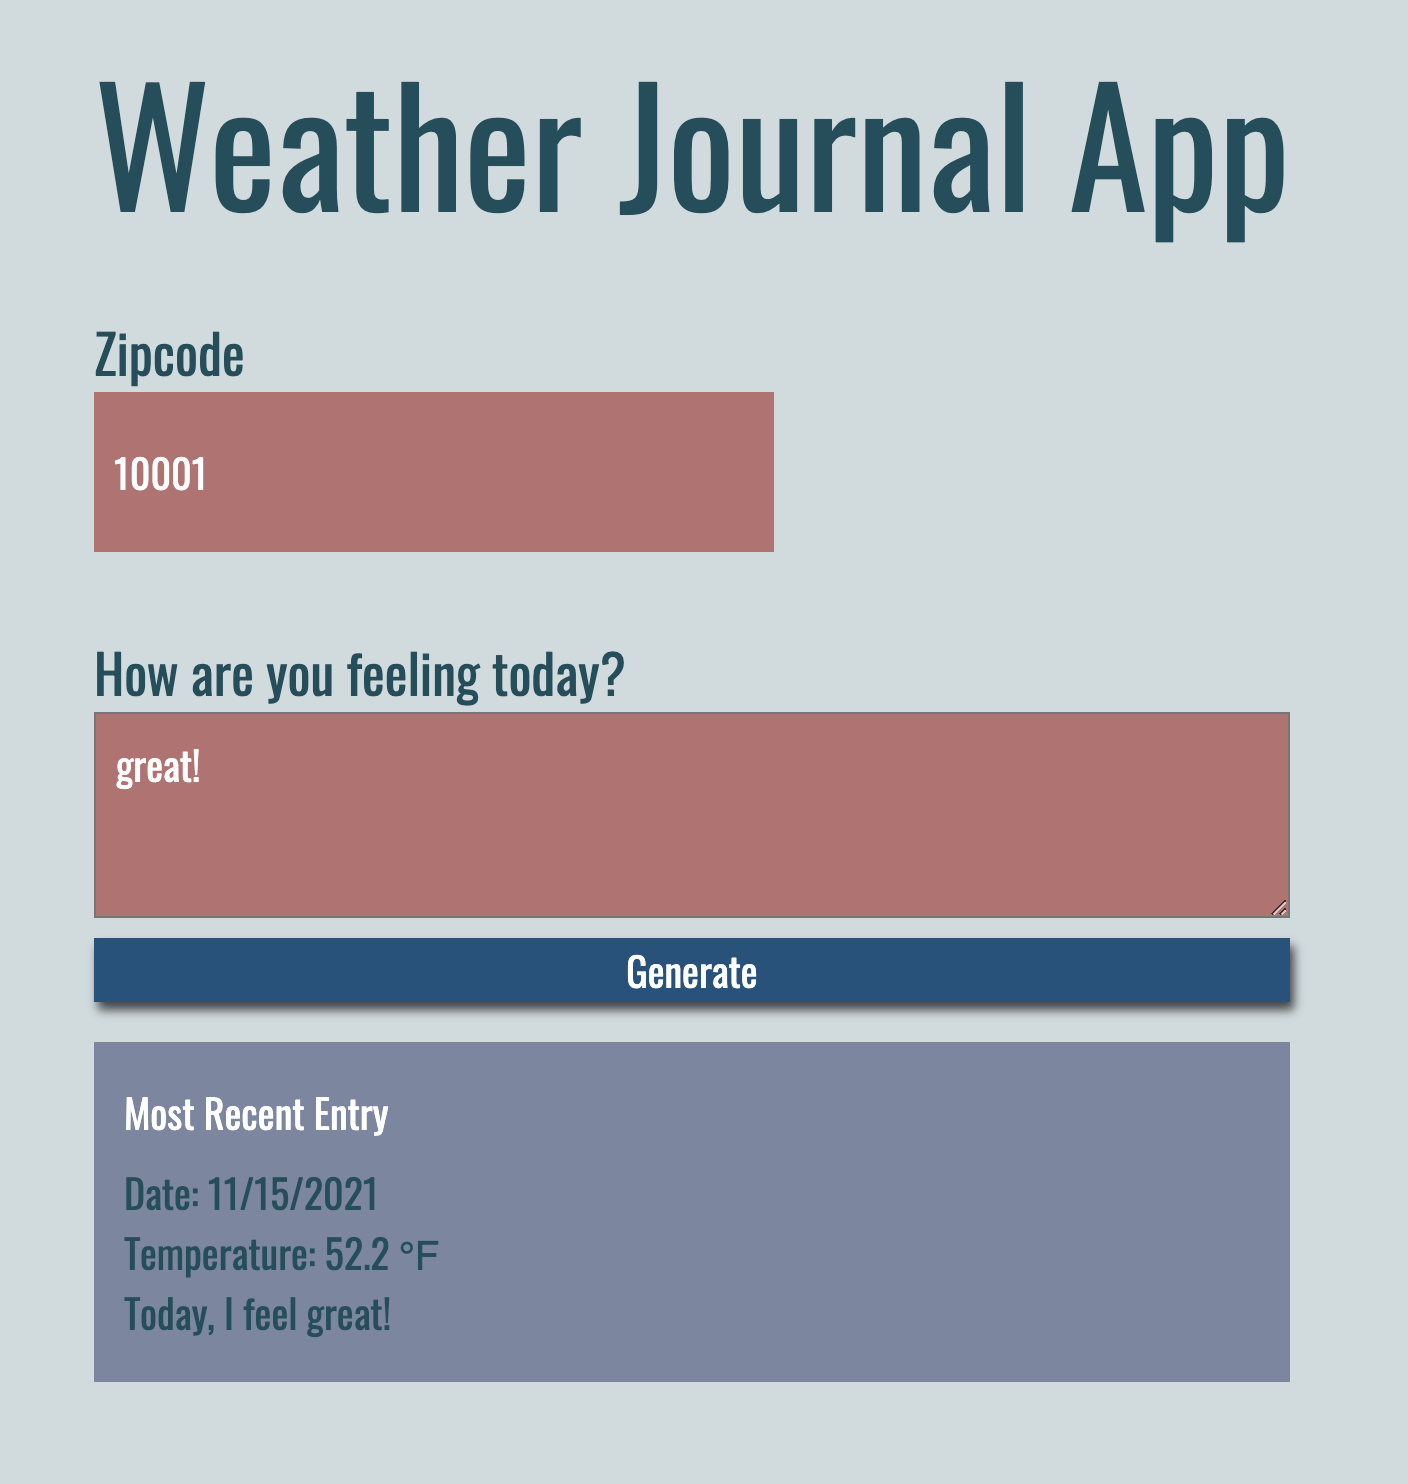 Weather Journal App
Zipcode
10001
How are you feeling today?
great!
Generate
Most Recent Entry
Date: 11/15/2021
Temperature: 52.2 °F
Today, I feel great!